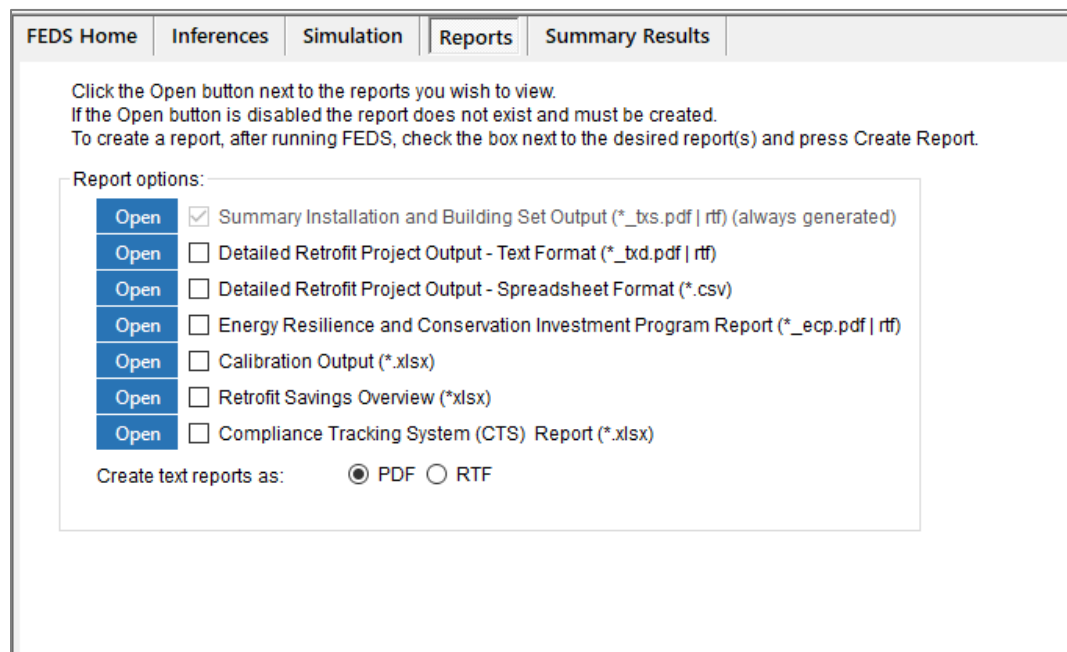 FEDS Home Inferences Simulation Reports Summary Results
Click the Open button next to the reports you wish to view.
If the Open button is disabled the report does not exist and must be created.
To create a report, after running FEDS, check the box next to the desired report(s) and press Create Report.
Report options:
Open Summary Installation and Building Set Output (*_txs.pdf | rtf) (always generated)
Open Detailed Retrofit Project Output - Text Format (*_txd.pdf | rtf)
Open Detailed Retrofit Project Output - Spreadsheet Format (*.csv)
Open Energy Resilience and Conservation Investment Program Report (*_ecp.pdf | rtf)
Open Calibration Output (*.xlsx)
Open Retrofit Savings Overview (*xlsx)
Open Compliance Tracking System (CTS) Report (*.xlsx)
Create text reports as: PDF RTF